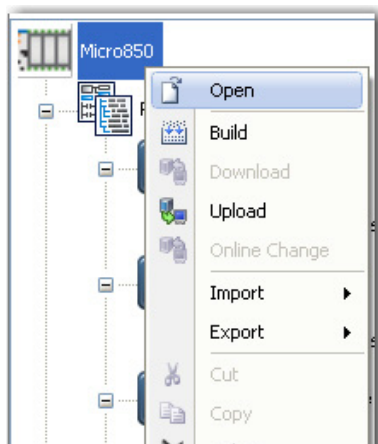 Micro850
Open
Build
Download
Upload
Online Change
Import
Export
Cut
Copy